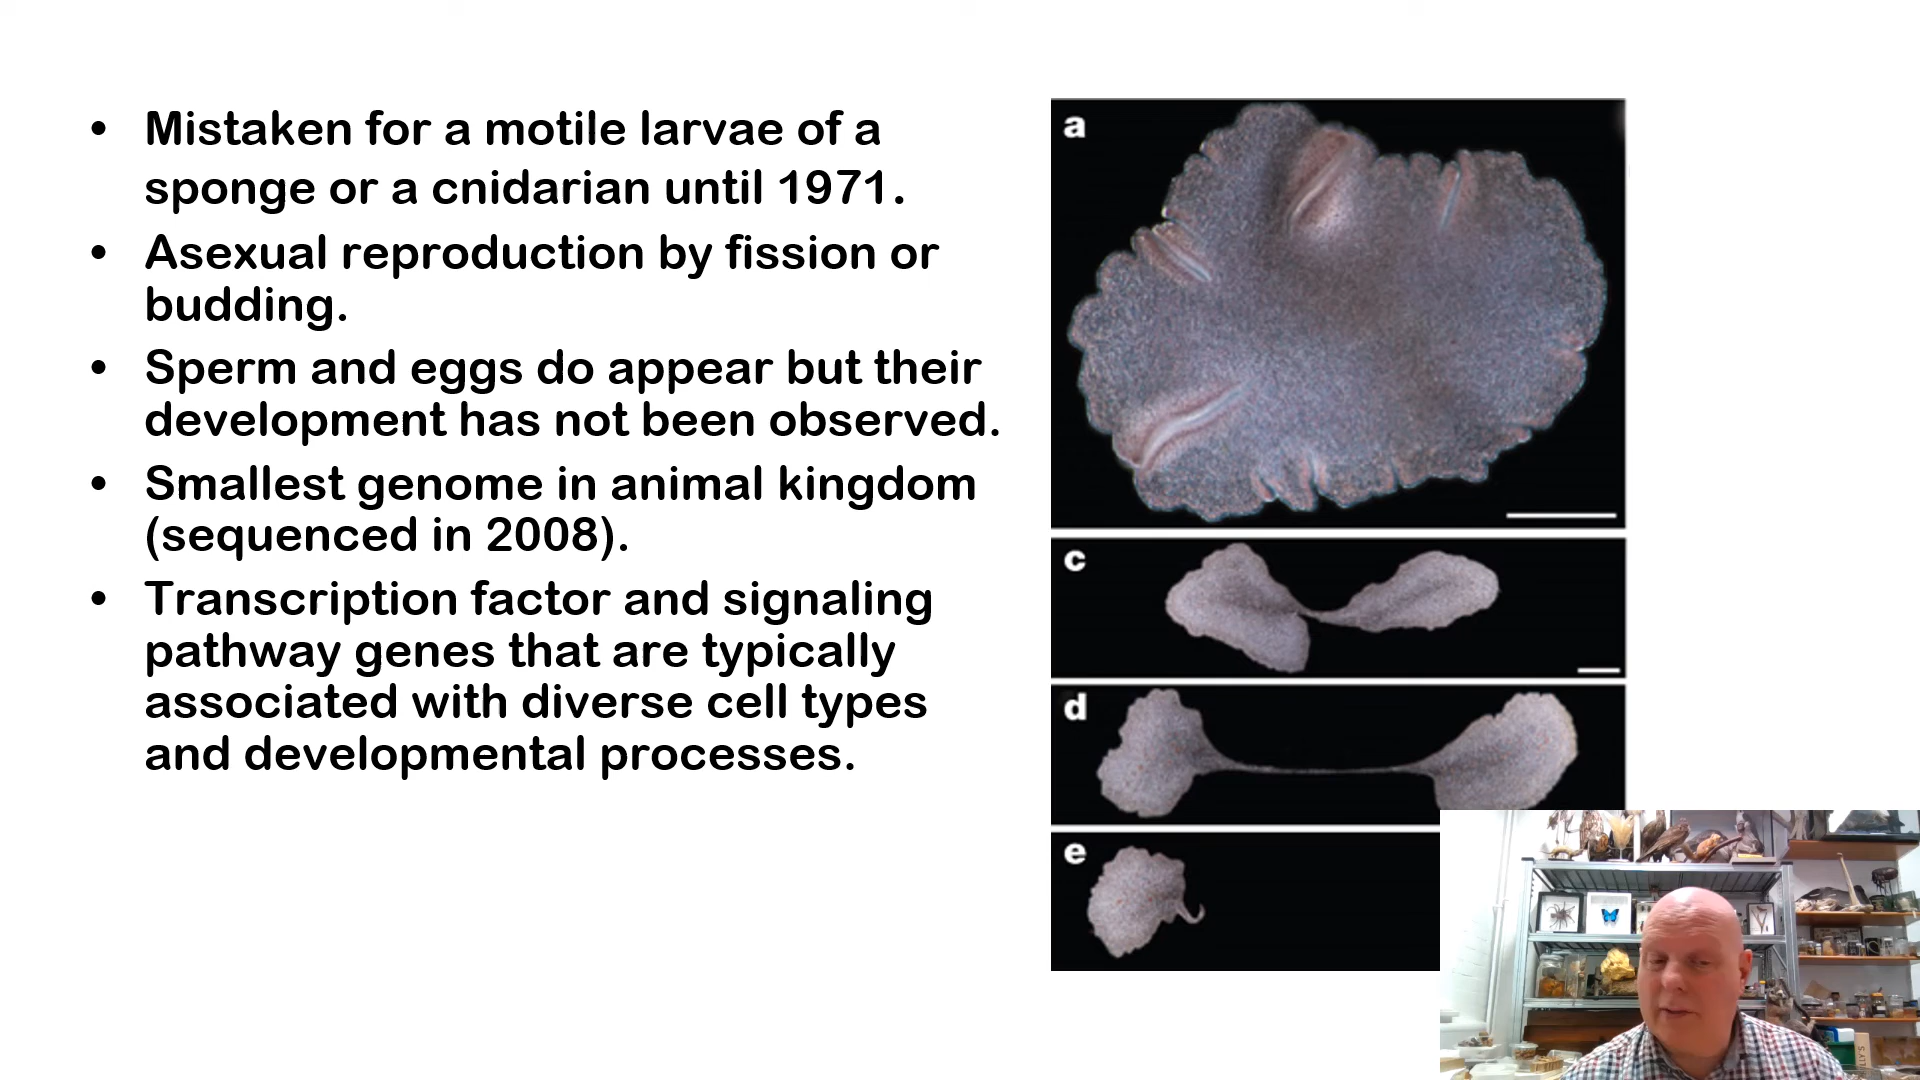 • Mistaken for a motile larvae of a
sponge or a cnidarian until 1971.
• Asexual reproduction by fission or
budding.
• Sperm and eggs do appear but their
development has not been observed.
• Smallest genome in animal kingdom
(sequenced in 2008).
• Transcription factor and signaling
pathway genes that are typically
associated with diverse cell types
and developmental processes.
a
c
d
e